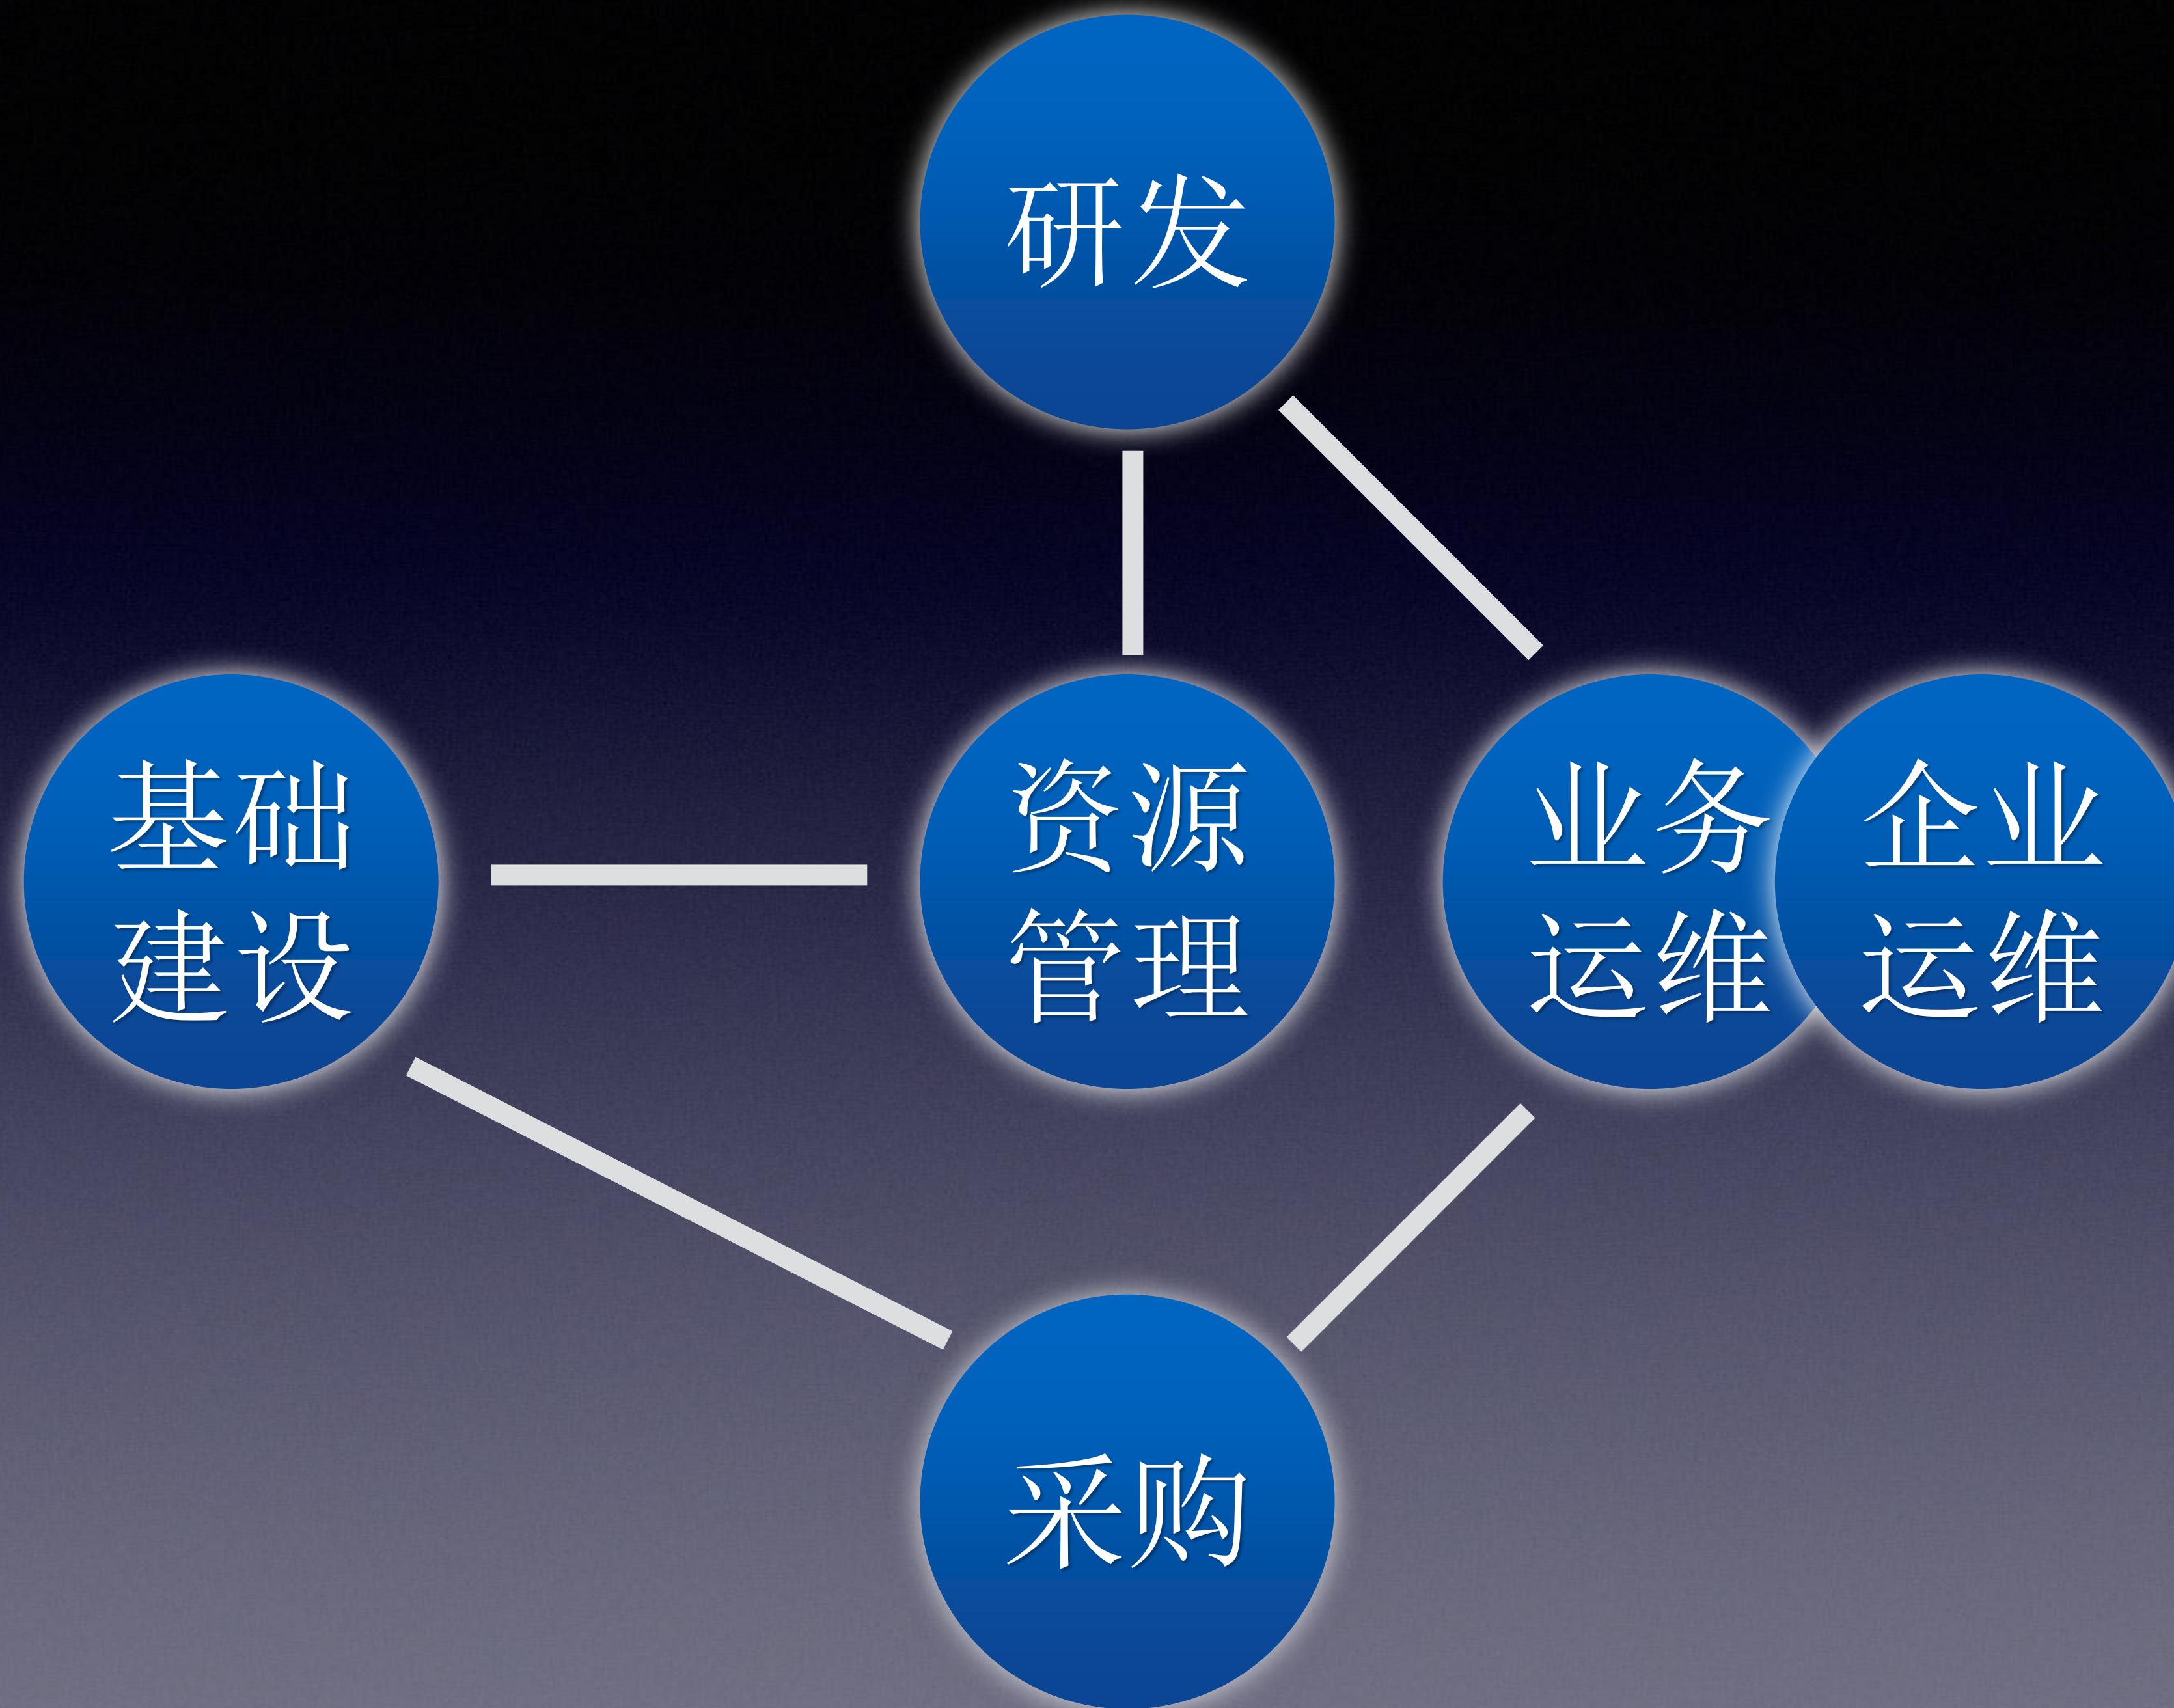 研发
基础
建设
资源
管理
业务
运维
企业
运维
采购